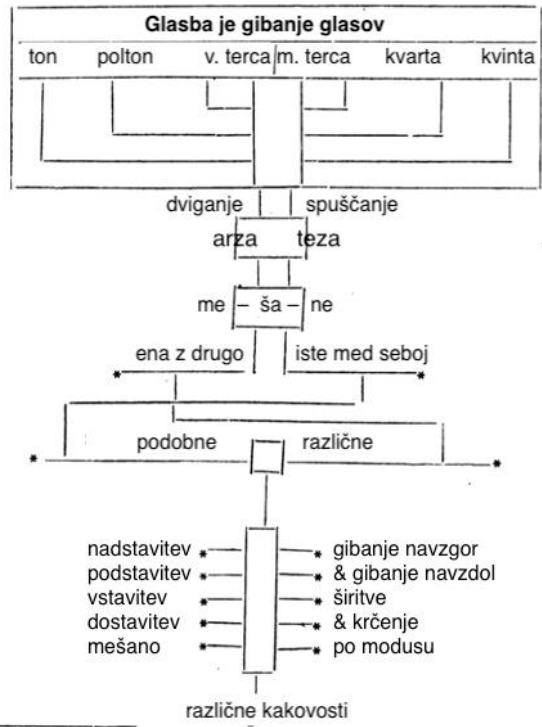 Glasba je gibanje glasov
ton polton v. terca m. terca kvarta kvinta
dviganje spuščanje
arza teza
me – ša – ne
ena z drugo iste med seboj
podobne različne
nadstavitev gibanje navzgor
podstavitev & gibanje navzdol
vstavitev širitve
dostavitev & krčenje
mešano po modusu
različne kakovosti